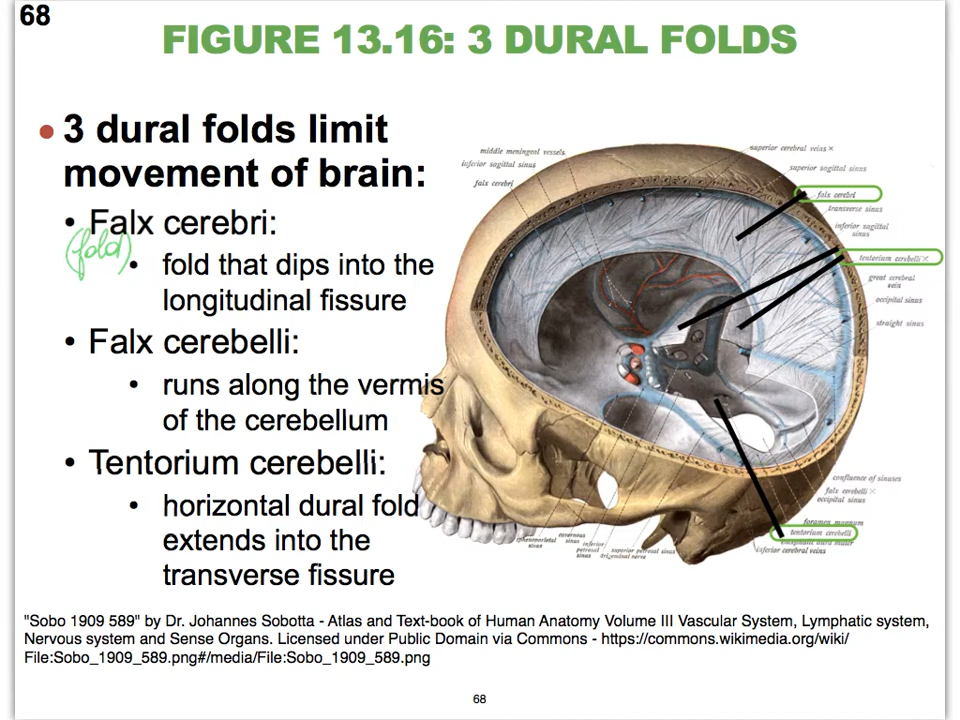 68
FIGURE 13.16: 3 DURAL FOLDS
• 3 dural folds limit
movement of brain:
• Falx cerebri:
(fold)
• fold that dips into the
longitudinal fissure
• Falx cerebelli:
• runs along the vermis
of the cerebellum
• Tentorium cerebelli:
• horizontal dural fold
extends into the
transverse fissure
middle meningeal vessels
inferior sagittal sinus
falx cerebri
superior cerebral veins ×
superior sagittal sinus
falx cerebri
transverse sinus
inferior sagittal
sinus
tentorium cerebelli ×
great cerebral
vein
occipital sinus
straight sinus
confluence of sinuses
falx cerebelli ×
occipital sinus
foramen magnum
tentorium cerebelli
inferior cerebral veins
sphenoparietal
sinus
cavernous
sinus
inferior
petrosal
sinus
superior petrosal sinus
trigeminal nerve
"Sobo 1909 589" by Dr. Johannes Sobotta - Atlas and Text-book of Human Anatomy Volume III Vascular System, Lymphatic system,
Nervous system and Sense Organs. Licensed under Public Domain via Commons - https://commons.wikimedia.org/wiki/
File:Sobo_1909_589.png#/media/File:Sobo_1909_589.png
68